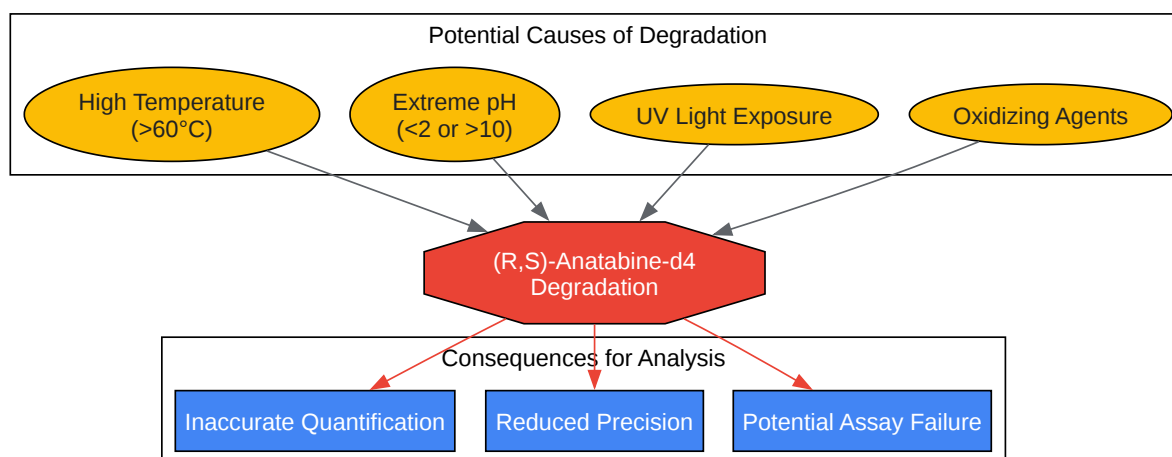 Potential Causes of Degradation
High Temperature
(>60°C)
Extreme pH
(<2 or >10)
UV Light Exposure
Oxidizing Agents
(R,S)-Anatabine-d4
Degradation
Consequences for Analysis
Inaccurate Quantification
Reduced Precision
Potential Assay Failure